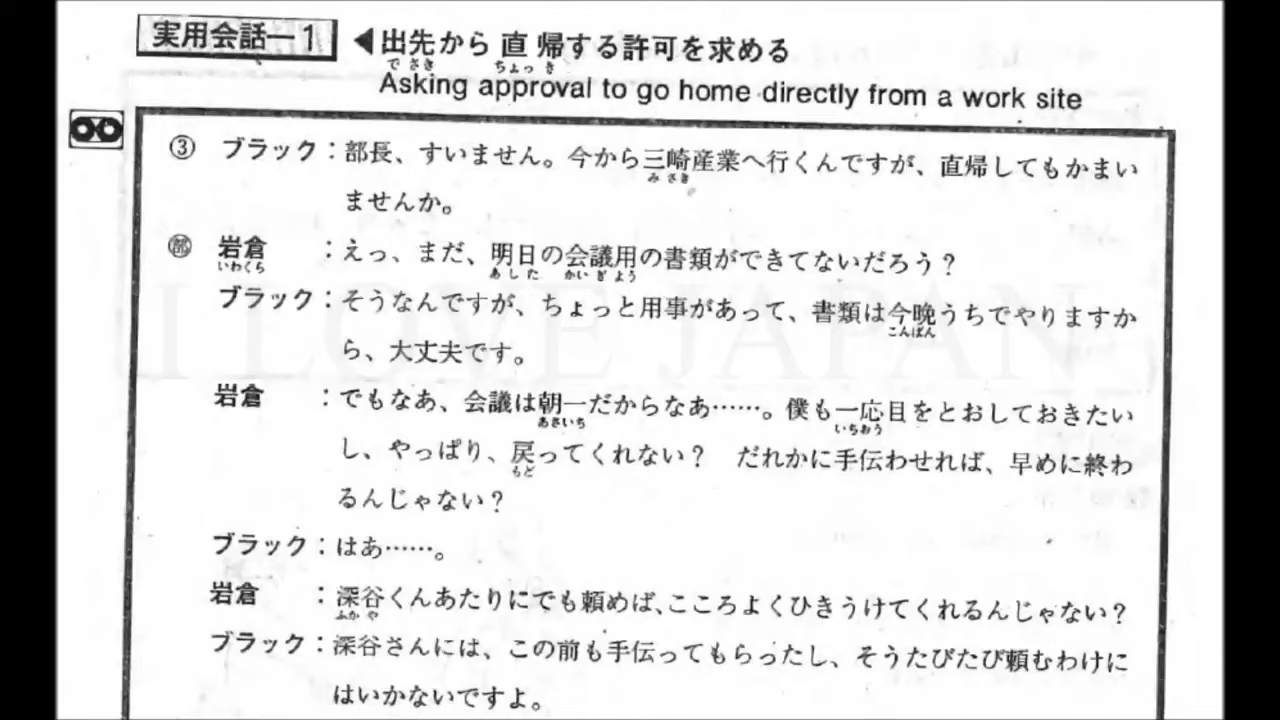 実用会話ー1 ◀出先から直帰する許可を求める
でさき ちょっき
Asking approval to go home directly from a work site
③ ブラック：部長、すいません。今から三崎産業へ行くんですが、直帰してもかまい
みさき
ませんか。
部 岩倉：えっ、まだ、明日の会議用の書類ができてないだろう？
いわくら あした かいぎよう
ブラック：そうなんですが、ちょっと用事があって、書類は今晩うちでやりますか
こんばん
ら、大丈夫です。
岩倉：でもなあ、会議は朝一だからなあ……。僕も一応目をとおしておきたい
あさいち いちおう
し、やっぱり、戻ってくれない？ だれかに手伝わせれば、早めに終わ
もど
るんじゃない？
ブラック：はあ……。
岩倉：深谷くんあたりにでも頼めば、こころよくひきうけてくれるんじゃない？
ふかや
ブラック：深谷さんには、この前も手伝ってもらったし、そうたびたび頼むわけに
はいかないですよ。
I LOVE JAPAN